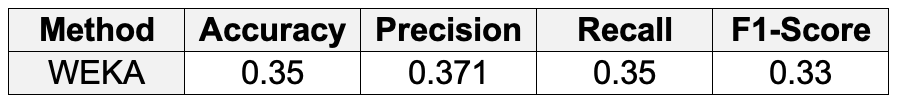 Method Accuracy Precision Recall F1-Score
WEKA 0.35 0.371 0.35 0.33